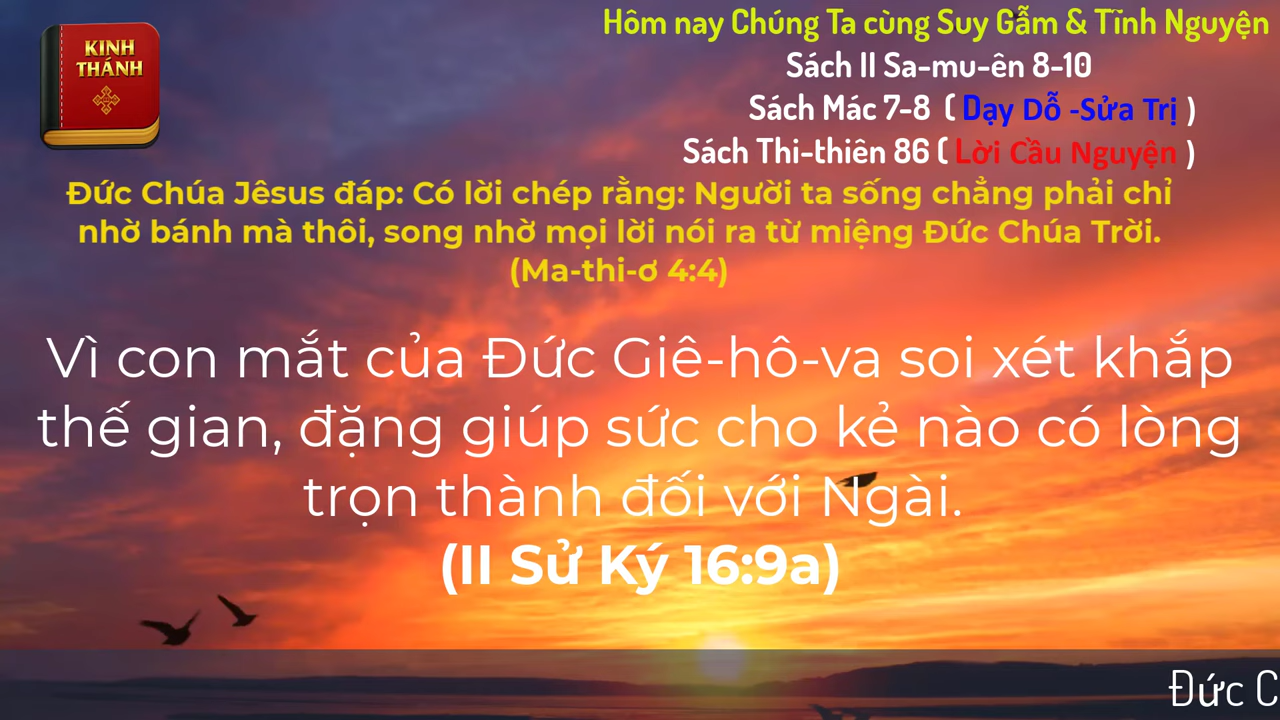 KINH
THÁNH
Hôm nay Chúng Ta cùng Suy Gẫm & Tĩnh Nguyện
Sách II Sa-mu-ên 8-10
Sách Mác 7-8 ( Dạy Dỗ -Sửa Trị )
Sách Thi-thiên 86 ( Lời Cầu Nguyện )
Đức Chúa Jêsus đáp: Có lời chép rằng: Người ta sống chẳng phải chỉ
nhờ bánh mà thôi, song nhờ mọi lời nói ra từ miệng Đức Chúa Trời.
(Ma-thi-ơ 4:4)
Vì con mắt của Đức Giê-hô-va soi xét khắp
thế gian, đặng giúp sức cho kẻ nào có lòng
trọn thành đối với Ngài.
(II Sử Ký 16:9a)
Đức C